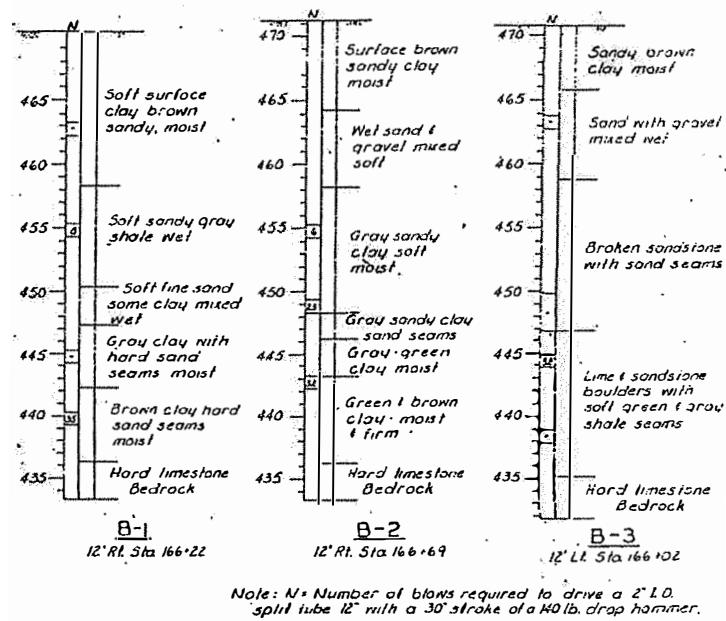 N
465
460
455
450
445
440
435
Soft surface
clay brown
sandy, moist
Soft sandy gray
shale wet
Soft fine sand
some clay mixed
wet
Gray clay with
hard sand
seams moist
Brown clay hard
sand seams
moist
Hard limestone
Bedrock
B-1
12' Rt. Sta 166+22
N
470
465
460
455
6
450
23
445
32
440
435
Surface brown
sandy clay
moist
Wet sand &
gravel mixed
soft
Gray sandy
clay soft
moist
Gray sandy clay
sand seams
Gray-green
clay moist
Green & brown
clay-moist
& firm
Hard limestone
Bedrock
B-2
12' Rt. Sta 166+69
N
470
465
460
455
450
445
440
435
Sandy brown
clay moist
Sand with gravel
mixed wet
Broken sandstone
with sand seams
Lime & sandstone
boulders with
soft green & gray
shale seams
Hard limestone
Bedrock
B-3
12' Lt. Sta 166+02
Note: N = Number of blows required to drive a 2" I.D.
split tube 12" with a 30" stroke of a 140 lb. drop hammer.